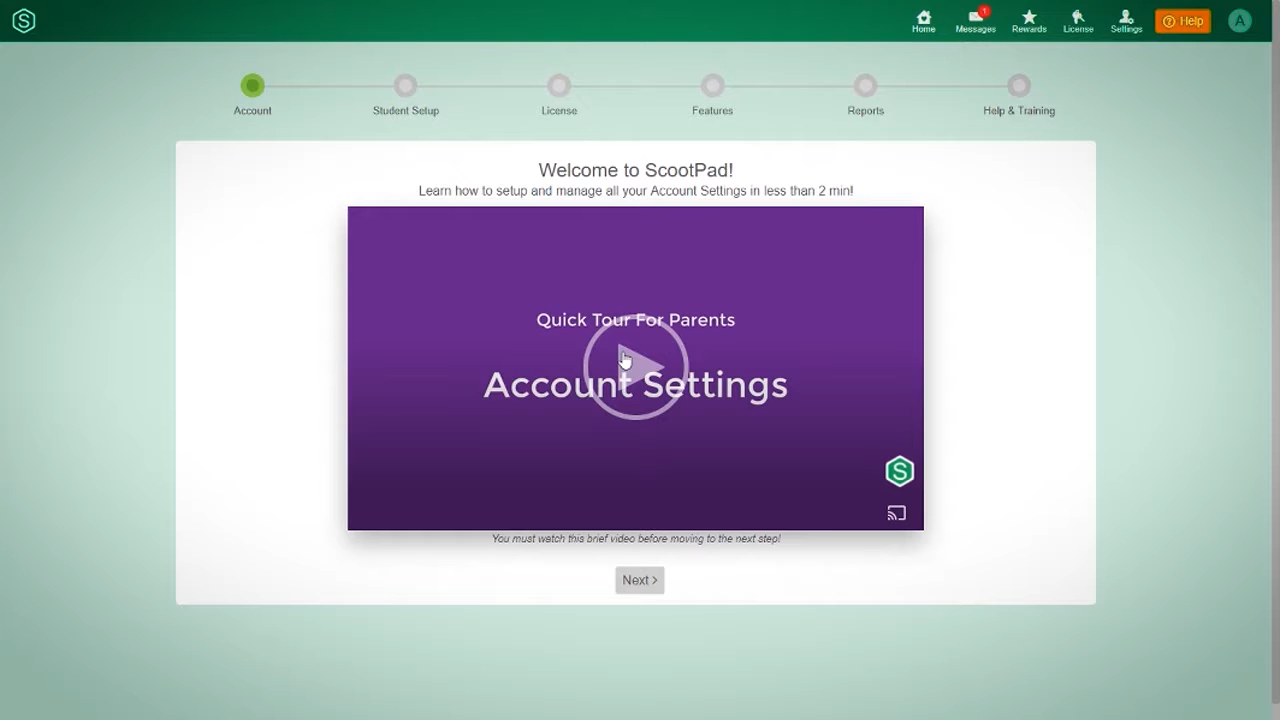 S
Home
Messages
1
Rewards
License
Settings
? Help
A
Account
Student Setup
License
Features
Reports
Help & Training
Welcome to ScootPad!
Learn how to setup and manage all your Account Settings in less than 2 min!
Quick Tour For Parents
Account Settings
S
You must watch this brief video before moving to the next step!
Next >